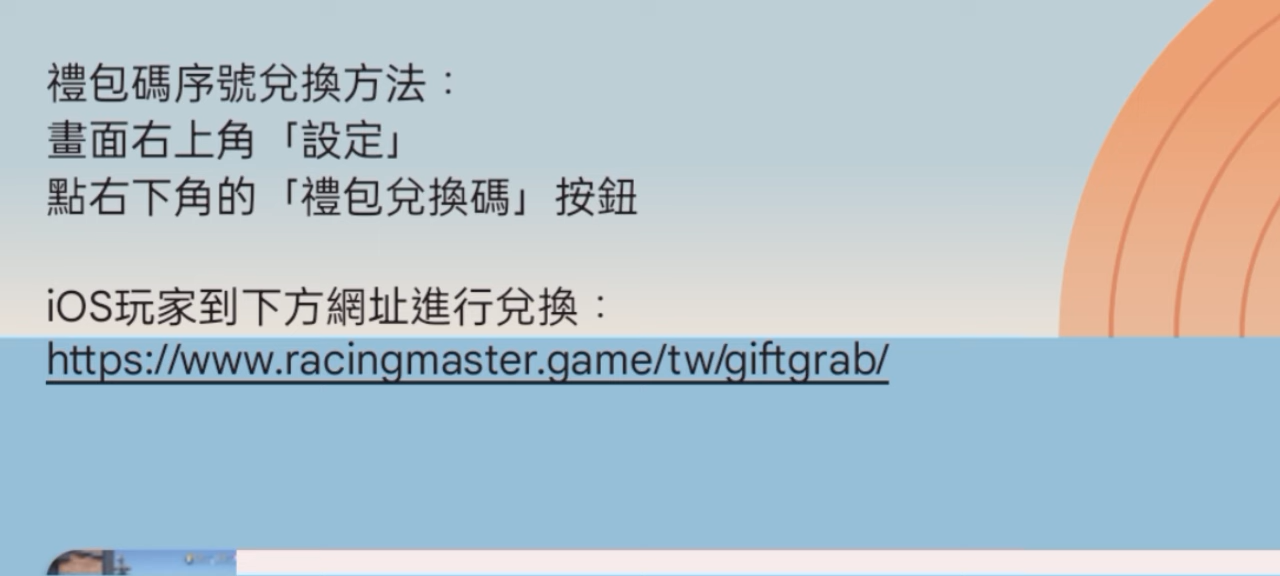 禮包碼序號兌換方法：
畫面右上角「設定」
點右下角的「禮包兌換碼」按鈕
iOS玩家到下方網址進行兌換：
https://www.racingmaster.game/tw/giftgrab/